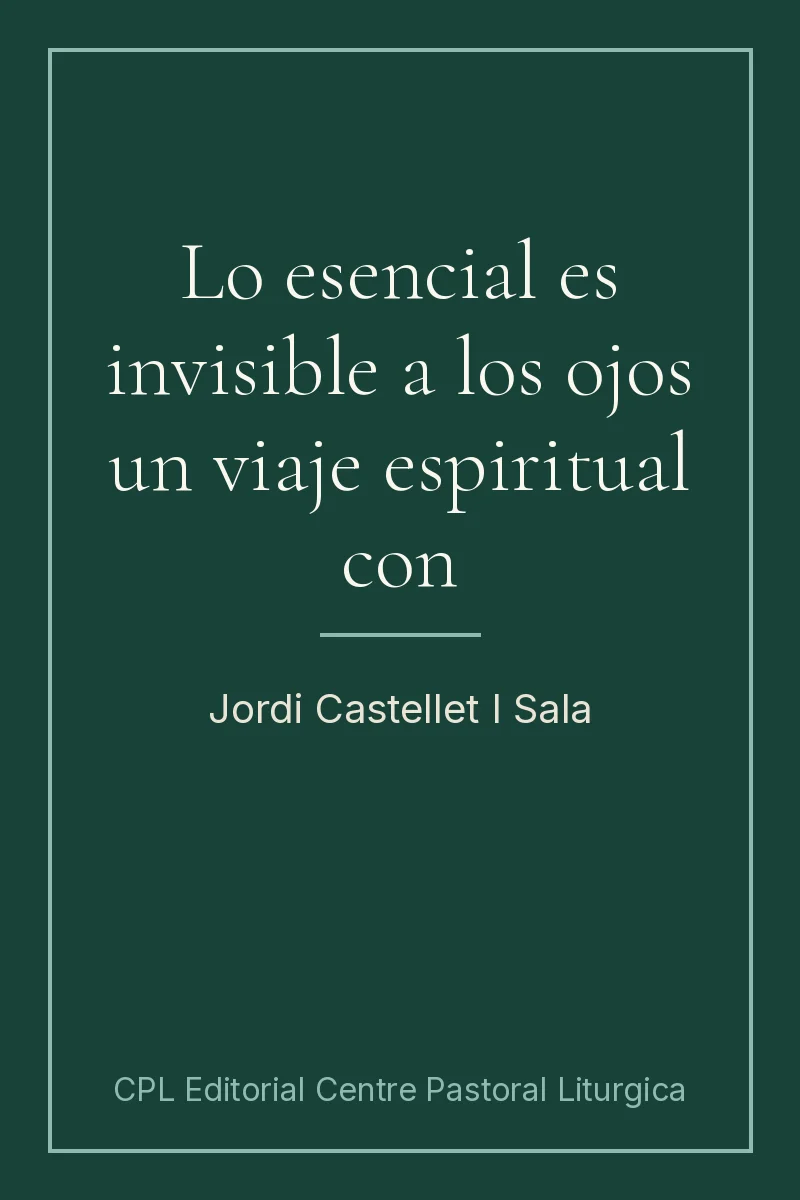 Lo esencial es
invisible a los ojos
un viaje espiritual
con
Jordi Castellet I Sala
CPL Editorial Centre Pastoral Liturgica